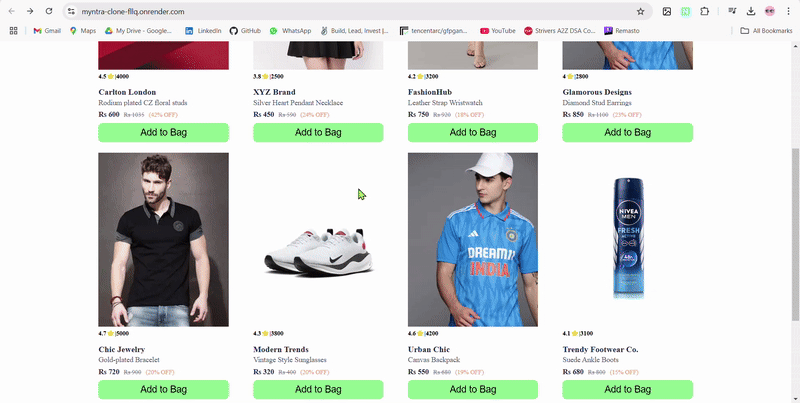 myntra-clone-fllq.onrender.com
Gmail Maps My Drive - Google... LinkedIn GitHub WhatsApp Build, Lead, Invest |... tencentarc/gfpgan... YouTube Strivers A2Z DSA Co... Remasto All Bookmarks
4.5 ⭐|4000 3.8 ⭐|2500 4.2 ⭐|3200 4 ⭐|2800
Carlton London XYZ Brand FashionHub Glamorous Designs
Rodium plated CZ floral studs Silver Heart Pendant Necklace Leather Strap Wristwatch Diamond Stud Earrings
Rs 600 Rs 1035 (42% OFF) Rs 450 Rs 590 (24% OFF) Rs 750 Rs 920 (18% OFF) Rs 850 Rs 1100 (23% OFF)
Add to Bag Add to Bag Add to Bag Add to Bag
DREAM11
INDIA
NIVEA
MEN
FRESH
ACTIVE
48h
4.7 ⭐|5000 4.3 ⭐|3800 4.6 ⭐|4200 4.1 ⭐|3100
Chic Jewelry Modern Trends Urban Chic Trendy Footwear Co.
Gold-plated Bracelet Vintage Style Sunglasses Canvas Backpack Suede Ankle Boots
Rs 720 Rs 900 (20% OFF) Rs 320 Rs 400 (20% OFF) Rs 550 Rs 680 (19% OFF) Rs 680 Rs 800 (15% OFF)
Add to Bag Add to Bag Add to Bag Add to Bag